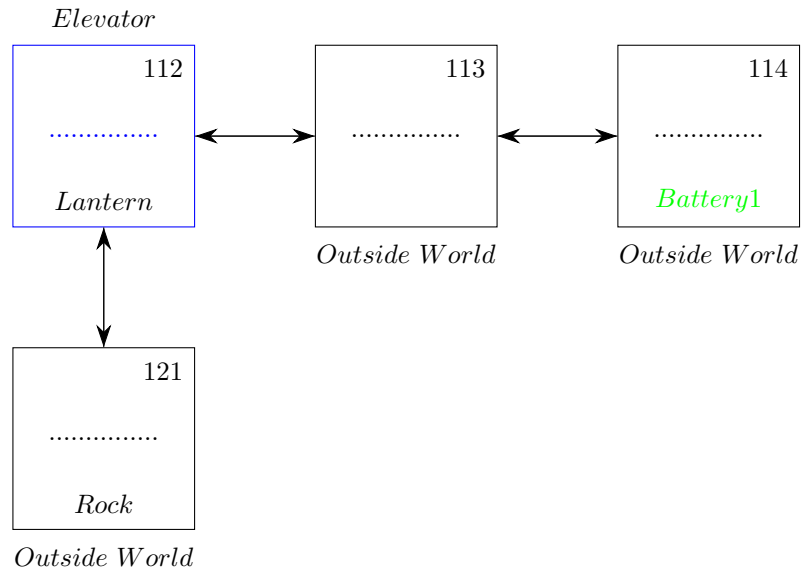 Elevator
112
113
114
...............
...............
...............
Lantern
Battery1
Outside World
Outside World
121
...............
Rock
Outside World